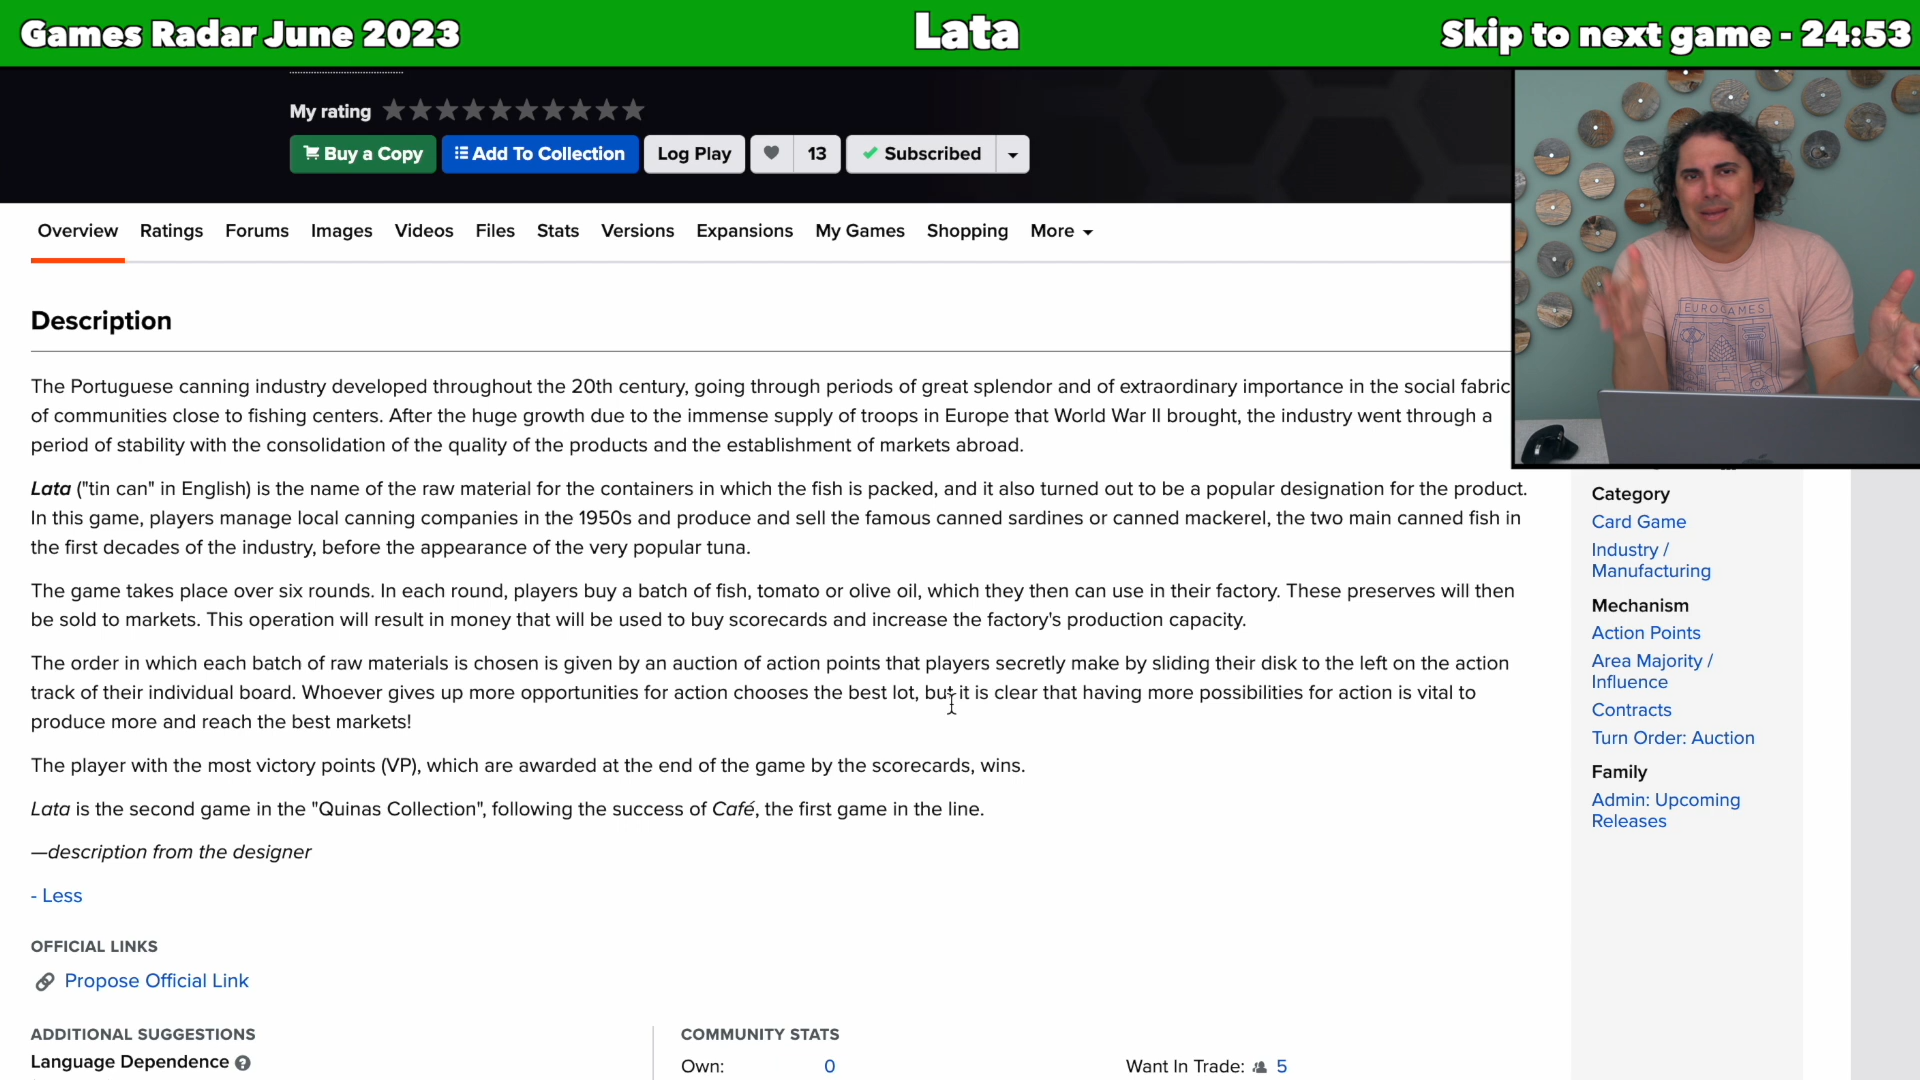 Games Radar June 2023
Lata
Skip to next game - 24:53
My rating
Buy a Copy
Add To Collection
Log Play
13
Subscribed
Overview
Ratings
Forums
Images
Videos
Files
Stats
Versions
Expansions
My Games
Shopping
More
EUROGAMES
Description
The Portuguese canning industry developed throughout the 20th century, going through periods of great splendor and of extraordinary importance in the social fabric
of communities close to fishing centers. After the huge growth due to the immense supply of troops in Europe that World War II brought, the industry went through a
period of stability with the consolidation of the quality of the products and the establishment of markets abroad.
Lata ("tin can" in English) is the name of the raw material for the containers in which the fish is packed, and it also turned out to be a popular designation for the product.
In this game, players manage local canning companies in the 1950s and produce and sell the famous canned sardines or canned mackerel, the two main canned fish in
the first decades of the industry, before the appearance of the very popular tuna.
The game takes place over six rounds. In each round, players buy a batch of fish, tomato or olive oil, which they then can use in their factory. These preserves will then
be sold to markets. This operation will result in money that will be used to buy scorecards and increase the factory's production capacity.
The order in which each batch of raw materials is chosen is given by an auction of action points that players secretly make by sliding their disk to the left on the action
track of their individual board. Whoever gives up more opportunities for action chooses the best lot, but it is clear that having more possibilities for action is vital to
produce more and reach the best markets!
The player with the most victory points (VP), which are awarded at the end of the game by the scorecards, wins.
Lata is the second game in the "Quinas Collection", following the success of Café, the first game in the line.
—description from the designer
- Less
OFFICIAL LINKS
Propose Official Link
ADDITIONAL SUGGESTIONS
Language Dependence
COMMUNITY STATS
Own: 0
Want In Trade: 5
Category
Card Game
Industry /
Manufacturing
Mechanism
Action Points
Area Majority /
Influence
Contracts
Turn Order: Auction
Family
Admin: Upcoming
Releases